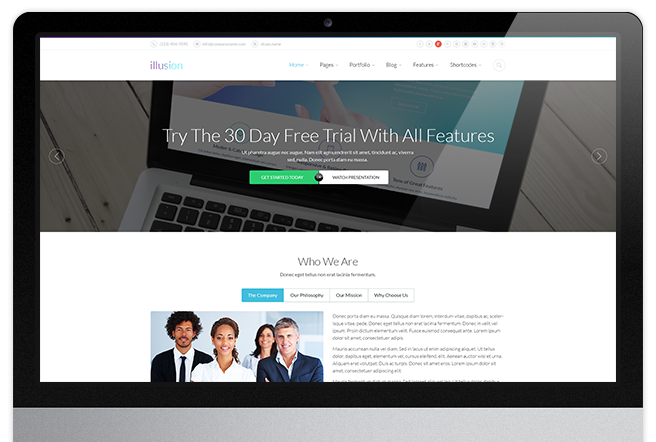 illusion
Home Pages Portfolio Blog Features Shortcodes
Try The 30 Day Free Trial With All Features
Ut pharetra augue nec augue. Nam elit agna endrerit sit amet, tincidunt ac, viverra
sed, nulla. Donec porta diam eu massa.
GET STARTED TODAY OR WATCH PRESENTATION
Who We Are
Donec eget tellus non erat lacinia fermentum.
The Company Our Philosophy Our Mission Why Choose Us
Donec porta diam eu massa. Quisque diam lorem, interdum vitae, dapibus ac, sceler-
isque vitae, pede. Donec eget tellus non erat lacinia fermentum. Donec in velit vel
ipsum. Proin dictum elementum velit. Fusce euismod consequat ante. Lorem ipsum
dolor sit amet, consectetuer adipis.
Mauris accumsan nulla vel diam. Sed in lacus ut enim adipiscing aliquet. Ut tellus
dolor, dapibus eget, elementum vel, cursus eleifend, elit. Aenean auctor wisi et urna.
Aliquam erat volutpat. Duis ac turpis. Donec sit amet eros. Lorem ipsum dolor sit
amet, consectetuer adipiscing elit.